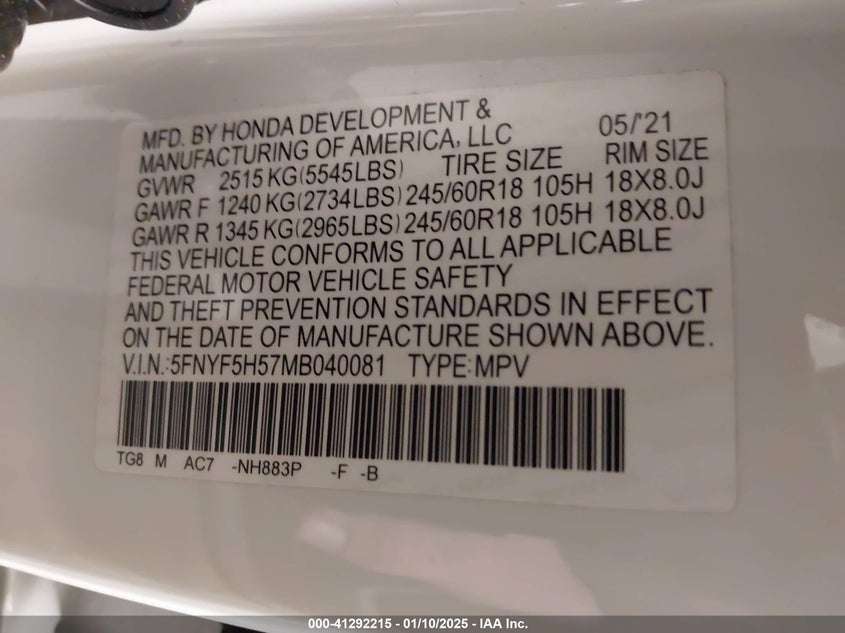 MFD. BY HONDA DEVELOPMENT & 05/'21
MANUFACTURING OF AMERICA, LLC
GVWR 2515 KG(5545LBS) TIRE SIZE RIM SIZE
GAWR F 1240 KG(2734LBS) 245/60R18 105H 18X8.0J
GAWR R 1345 KG(2965LBS) 245/60R18 105H 18X8.0J
THIS VEHICLE CONFORMS TO ALL APPLICABLE
FEDERAL MOTOR VEHICLE SAFETY
AND THEFT PREVENTION STANDARDS IN EFFECT
ON THE DATE OF MANUFACTURE SHOWN ABOVE.
V.I.N.:5FNYF5H57MB040081 TYPE:MPV
TG8 M AC7 -NH883P -F -B
000-41292215 - 01/10/2025 - IAA Inc.